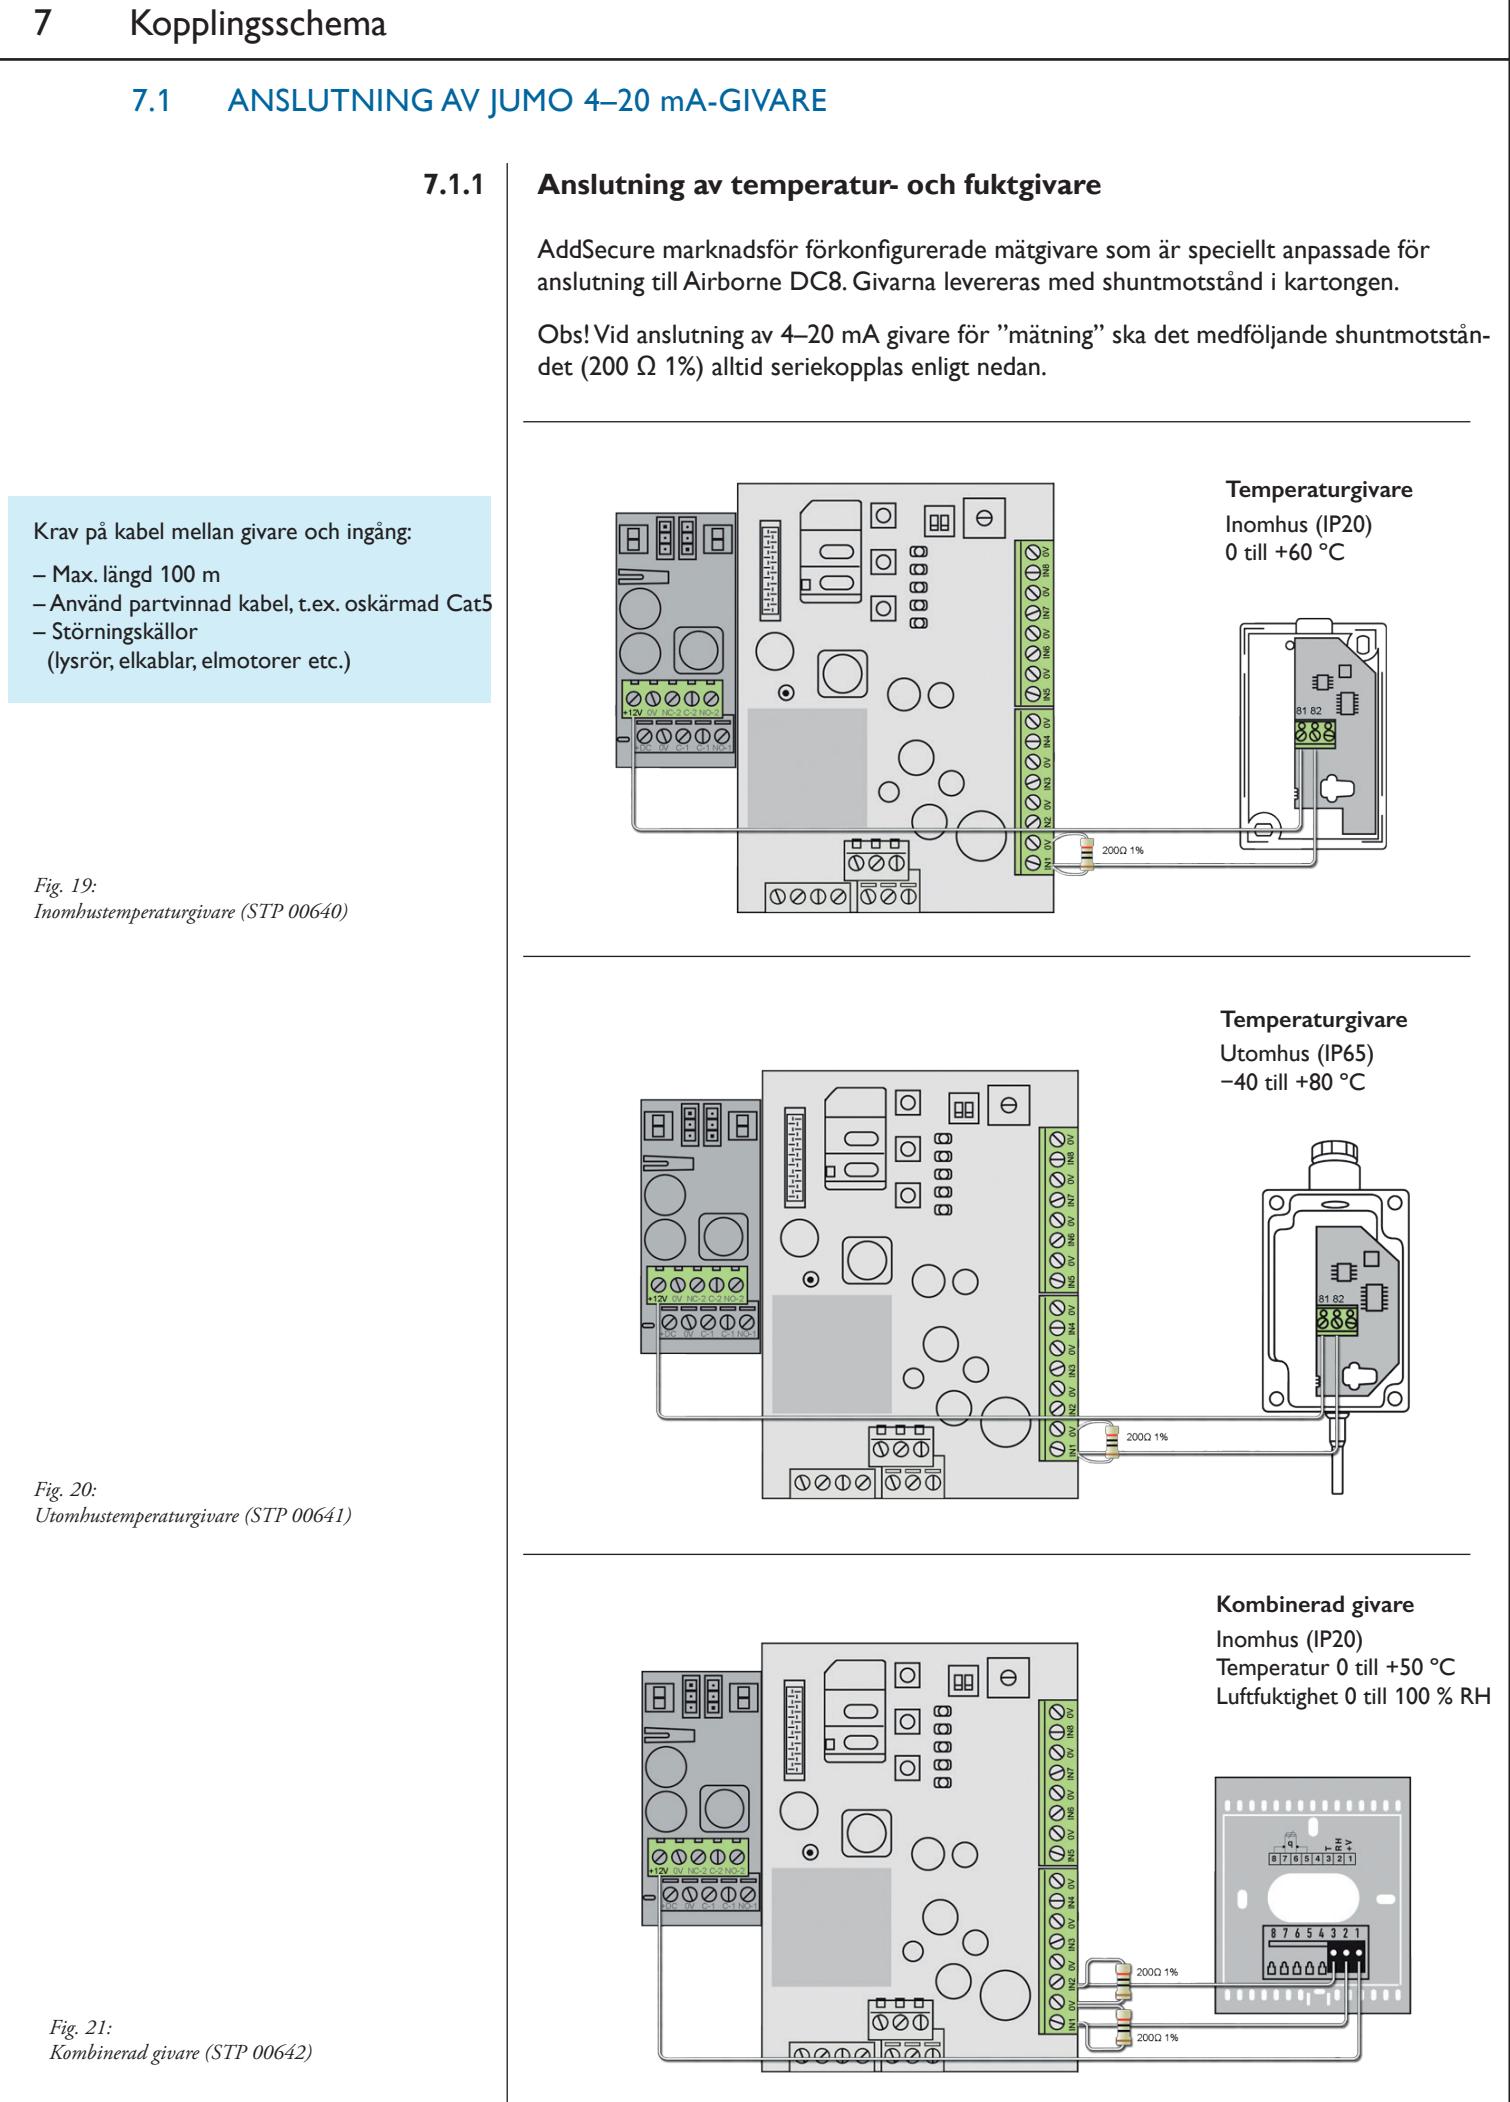 7 Kopplingsschema
7.1 ANSLUTNING AV JUMO 4–20 mA-GIVARE
7.1.1 Anslutning av temperatur- och fuktgivare
AddSecure marknadsför förkonfigurerade mätgivare som är speciellt anpassade för
anslutning till Airborne DC8. Givarna levereras med shuntmotstånd i kartongen.
Obs! Vid anslutning av 4–20 mA givare för ”mätning” ska det medföljande shuntmotstån-
det (200 Ω 1%) alltid seriekopplas enligt nedan.
Krav på kabel mellan givare och ingång:
– Max. längd 100 m
– Använd partvinnad kabel, t.ex. oskärmad Cat5
– Störningskällor
(lysrör, elkablar, elmotorer etc.)
Temperaturgivare
Inomhus (IP20)
0 till +60 °C
+12V 0V NC-2 C-2 NO-2
+DC 0V C-1 C-1 NO-1
0V
IN8
0V
IN7
0V
IN6
0V
IN5
0V
IN4
0V
IN3
0V
IN2
0V
IN1
81 82
200Ω 1%
Fig. 19:
Inomhustemperaturgivare (STP 00640)
Temperaturgivare
Utomhus (IP65)
−40 till +80 °C
+12V 0V NC-2 C-2 NO-2
+DC 0V C-1 C-1 NO-1
0V
IN8
0V
IN7
0V
IN6
0V
IN5
0V
IN4
0V
IN3
0V
IN2
0V
IN1
81 82
200Ω 1%
Fig. 20:
Utomhustemperaturgivare (STP 00641)
Kombinerad givare
Inomhus (IP20)
Temperatur 0 till +50 °C
Luftfuktighet 0 till 100 % RH
+12V 0V NC-2 C-2 NO-2
+DC 0V C-1 C-1 NO-1
0V
IN8
0V
IN7
0V
IN6
0V
IN5
0V
IN4
0V
IN3
0V
IN2
0V
IN1
T RH +V
8 7 6 5 4 3 2 1
8 7 6 5 4 3 2 1
200Ω 1%
200Ω 1%
Fig. 21:
Kombinerad givare (STP 00642)